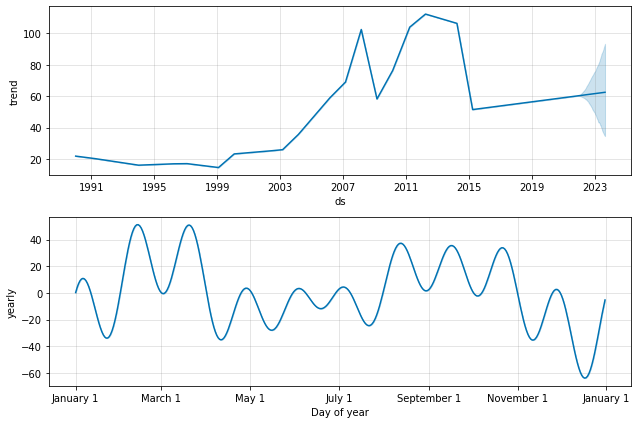 100
80
60
40
20
trend
1991
1995
1999
2003
2007
2011
2015
2019
2023
ds
40
20
0
−20
−40
−60
yearly
January 1
March 1
May 1
July 1
September 1
November 1
January 1
Day of year